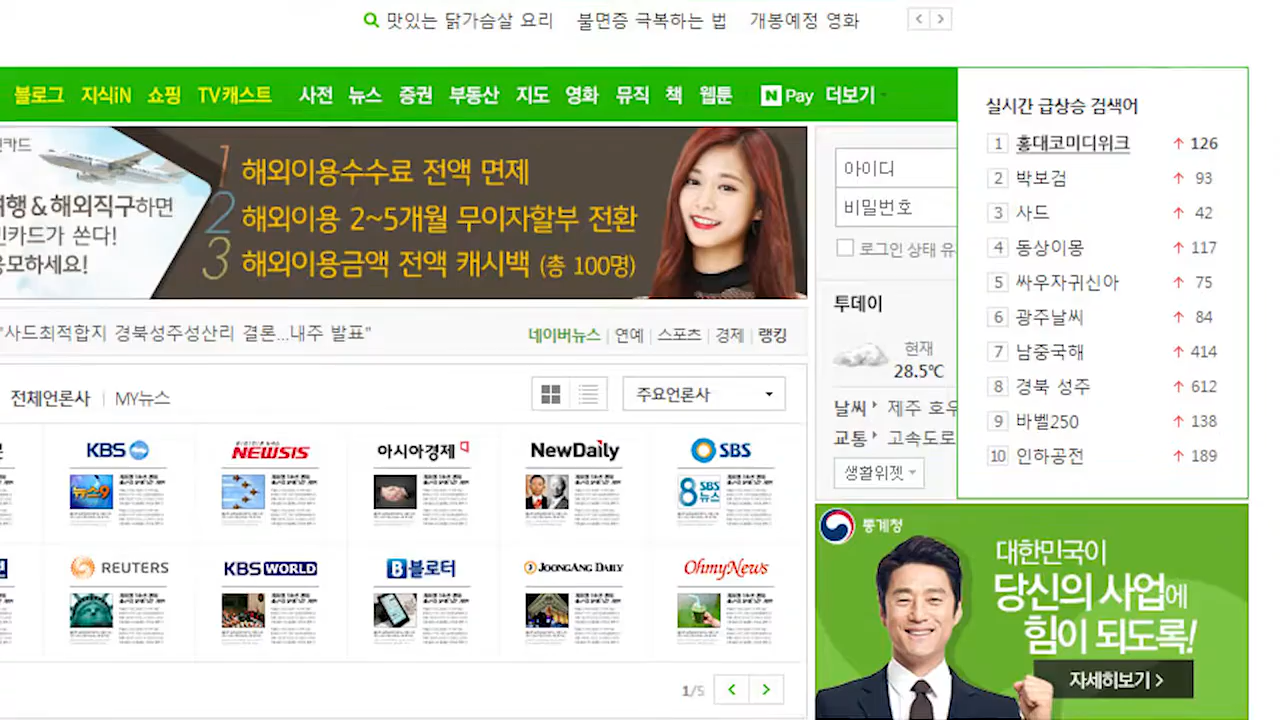 맛있는 닭가슴살 요리 불면증 극복하는 법 개봉예정 영화
블로그 지식iN 쇼핑 TV캐스트 사전 뉴스 증권 부동산 지도 영화 뮤직 책 웹툰 N Pay 더보기
실시간 급상승 검색어
1 홍대코미디위크 ↑ 126
2 박보검 ↑ 93
3 사드 ↑ 42
4 동상이몽 ↑ 117
5 싸우자귀신아 ↑ 75
6 광주날씨 ↑ 84
7 남중국해 ↑ 414
8 경북 성주 ↑ 612
9 바벨250 ↑ 138
10 인하공전 ↑ 189
카드
행&해외직구하면
민카드가 쏜다!
응모하세요!
1 해외이용수수료 전액 면제
2 해외이용 2~5개월 무이자할부 전환
3 해외이용금액 전액 캐시백 (총 100명)
아이디
비밀번호
로그인 상태 유
"사드최적합지 경북성주성산리 결론...내주 발표"
네이버뉴스 | 연예 | 스포츠 | 경제 | 랭킹
투데이
현재
28.5℃
날씨 제주 호우
교통 고속도로
생활위젯
전체언론사 | MY뉴스
주요언론사
KBS
NEWSIS
아시아경제
NewDaily
SBS
뉴스9
8 SBS 뉴스
REUTERS
KBS WORLD
블로터
JOONGANG DAILY
OhmyNews
1/5
통계청
대한민국이
당신의 사업에
힘이 되도록!
자세히보기 >